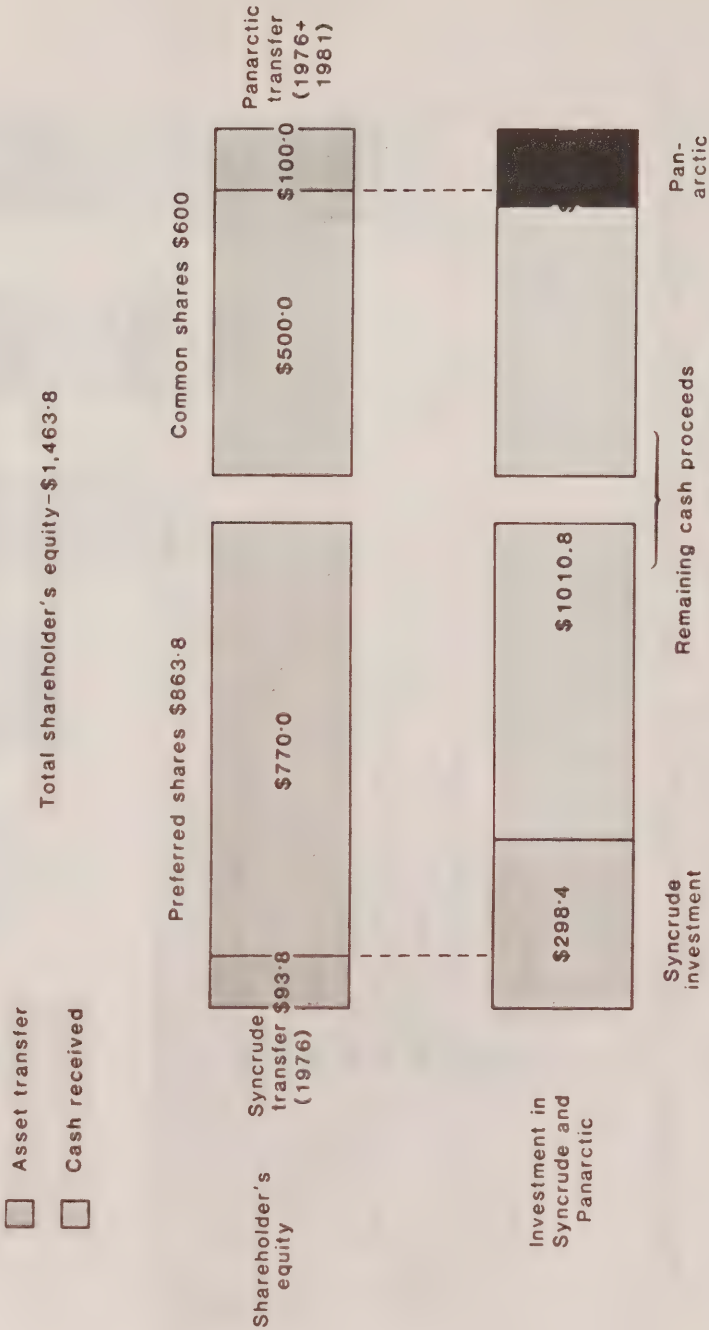 Asset transfer
Cash received
Total shareholder's equity–$1,463·8
Preferred shares $863·8
Common shares $600
Shareholder's
equity
Syncrude
transfer $93·8
(1976)
$770·0
$500·0
$100·0
Panarctic
transfer
(1976+
1981)
Investment in
Syncrude and
Panarctic
$298·4
$1010.8
$
Syncrude
investment
Remaining cash proceeds
Pan-
arctic